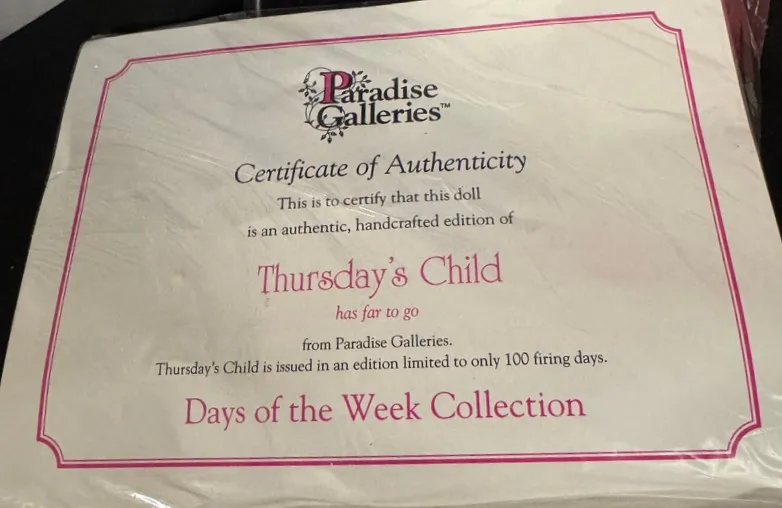 Paradise
Galleries™
Certificate of Authenticity
This is to certify that this doll
is an authentic, handcrafted edition of
Thursday's Child
has far to go
from Paradise Galleries.
Thursday's Child is issued in an edition limited to only 100 firing days.
Days of the Week Collection